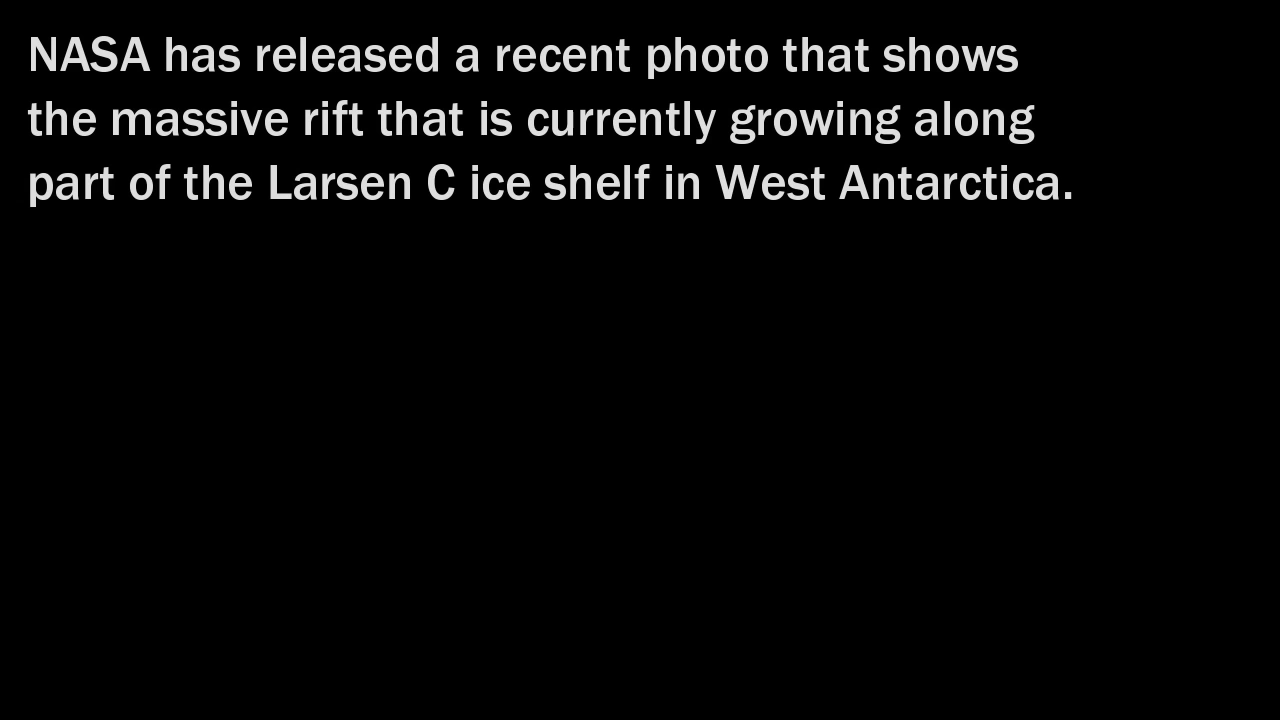 NASA has released a recent photo that shows
the massive rift that is currently growing along
part of the Larsen C ice shelf in West Antarctica.